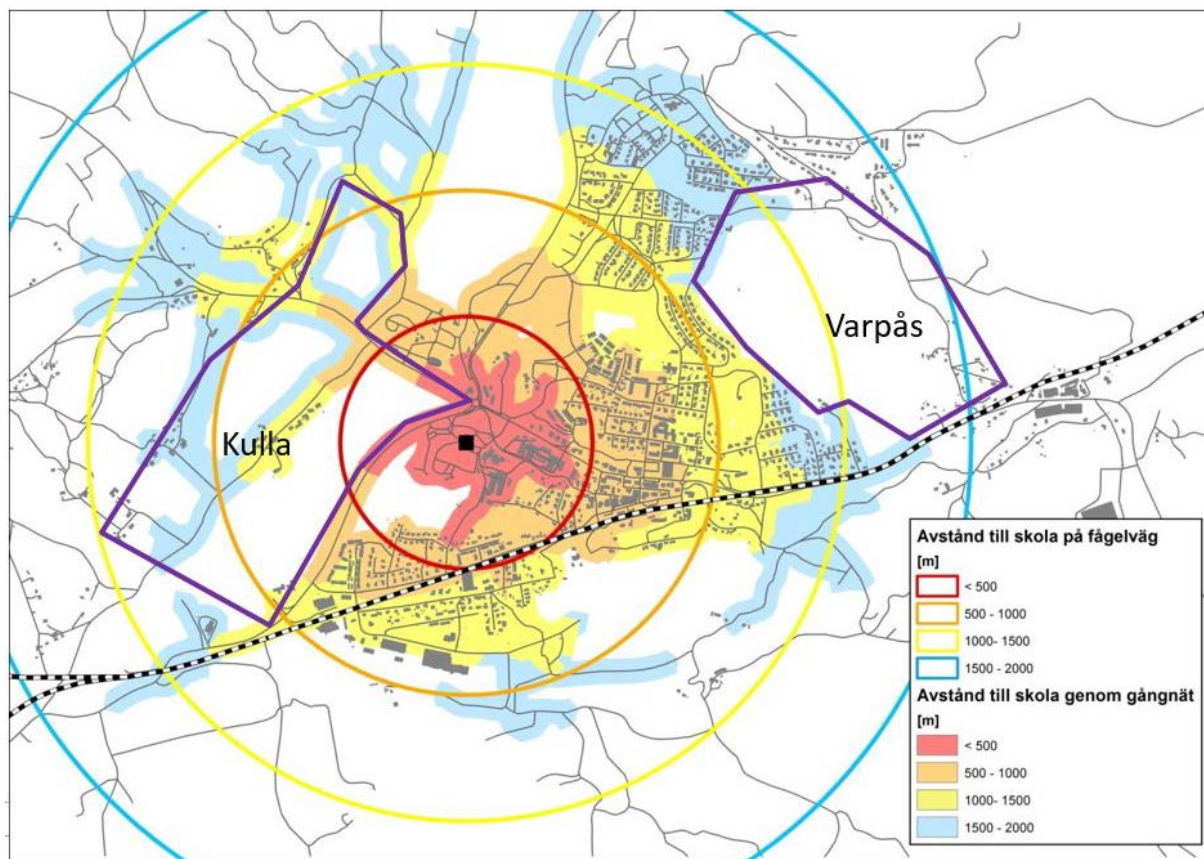 Varpås
Kulla
Avstånd till skola på fågelväg
[m]
< 500
500 - 1000
1000- 1500
1500 - 2000
Avstånd till skola genom gångnät
[m]
< 500
500 - 1000
1000- 1500
1500 - 2000